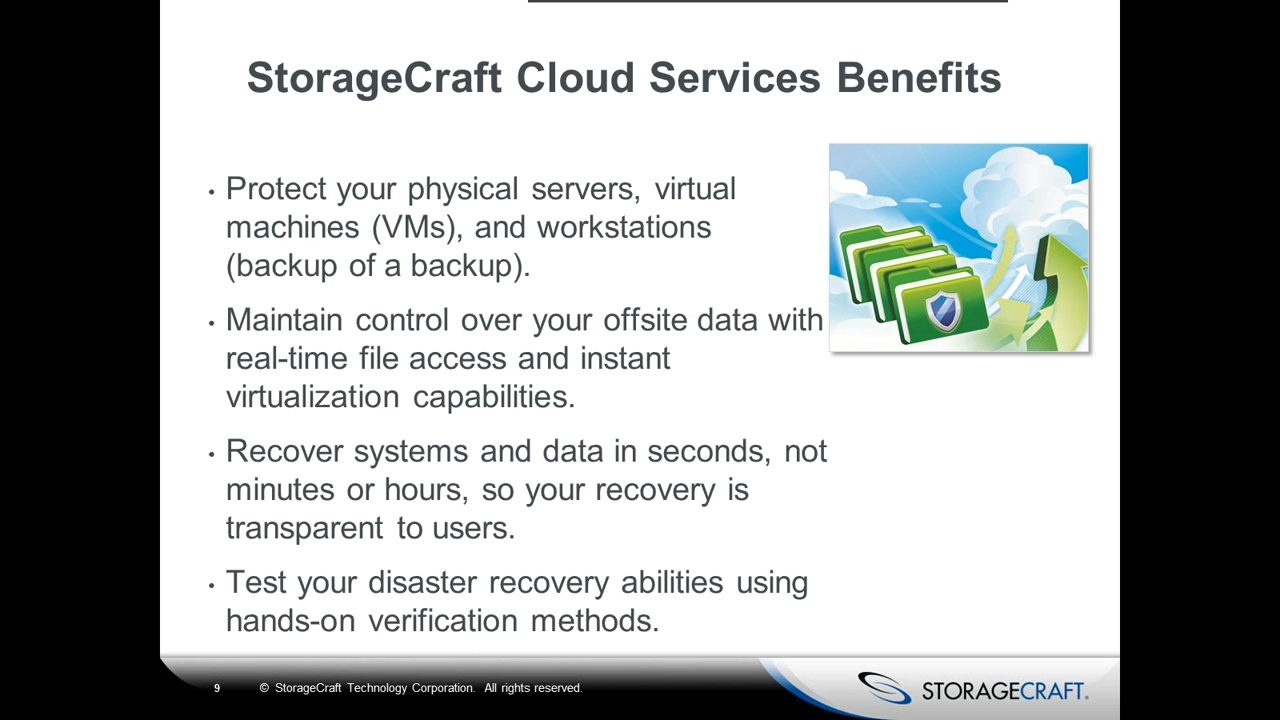 StorageCraft Cloud Services Benefits
• Protect your physical servers, virtual
machines (VMs), and workstations
(backup of a backup).
• Maintain control over your offsite data with
real-time file access and instant
virtualization capabilities.
• Recover systems and data in seconds, not
minutes or hours, so your recovery is
transparent to users.
• Test your disaster recovery abilities using
hands-on verification methods.
9 © StorageCraft Technology Corporation. All rights reserved.
STORAGECRAFT®